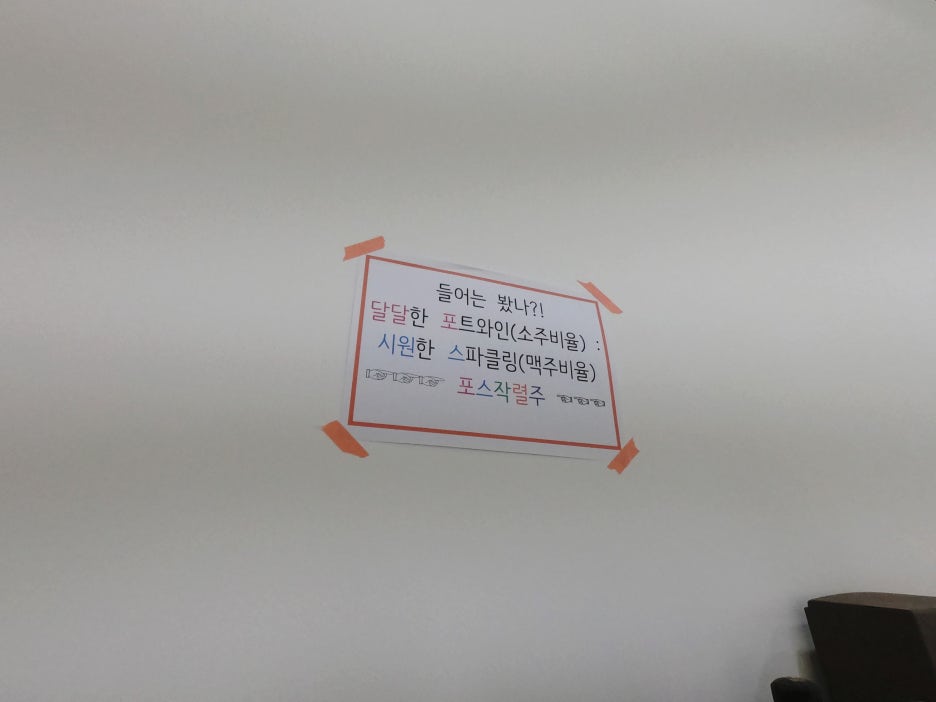 들어는 봤나?!
달달한 포트와인(소주비율) :
시원한 스파클링(맥주비율)
포스작렬주